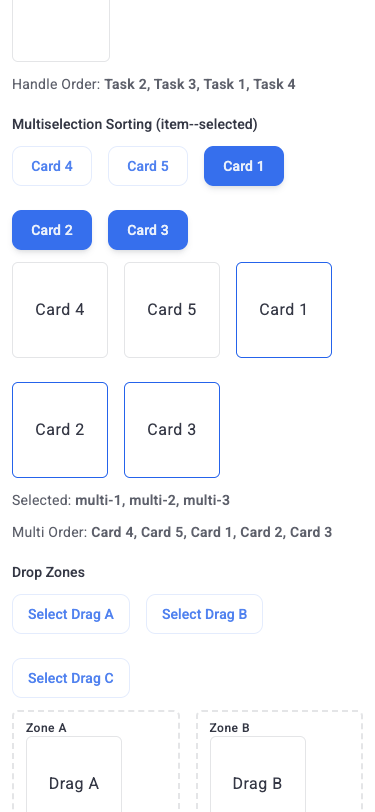 Handle Order: Task 2, Task 3, Task 1, Task 4
Multiselection Sorting (item--selected)
Card 4 Card 5 Card 1
Card 2 Card 3
Card 4 Card 5 Card 1
Card 2 Card 3
Selected: multi-1, multi-2, multi-3
Multi Order: Card 4, Card 5, Card 1, Card 2, Card 3
Drop Zones
Select Drag A Select Drag B
Select Drag C
Zone A Zone B
Drag A Drag B